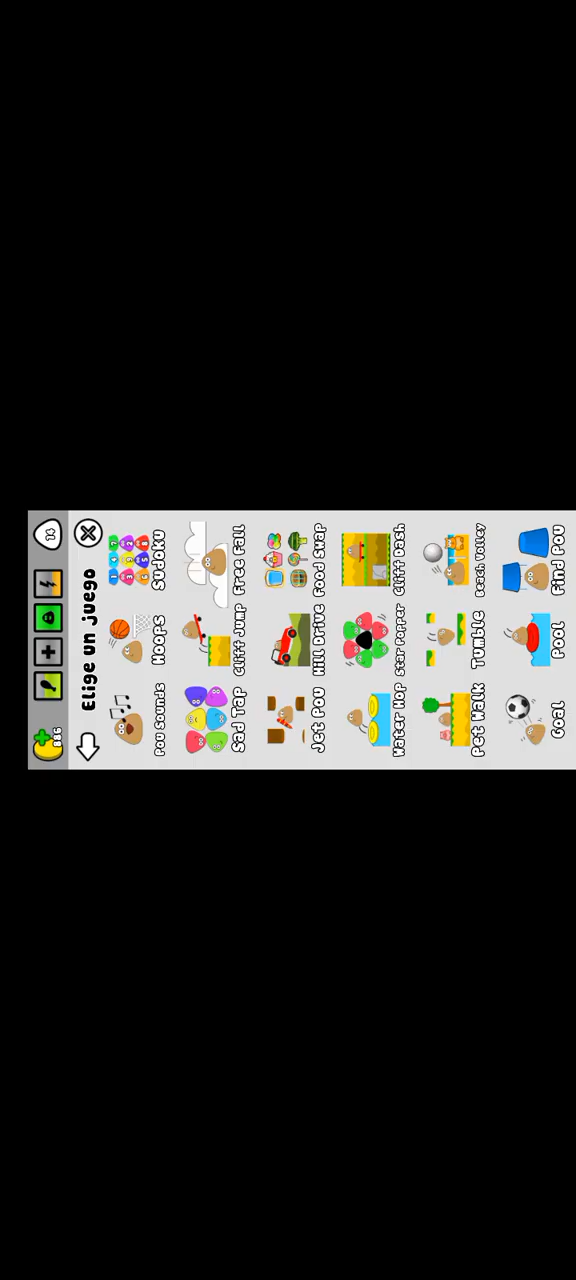 Elige un juego
Pou Sounds Hoops Sudoku
Sad Tap Cliff Jump Free Fall
Jet Pou Hill Drive Food Swap
Water Hop Star Popper Cliff Dash
Pet Walk Tumble Beach Volley
Goal Pool Find Pou